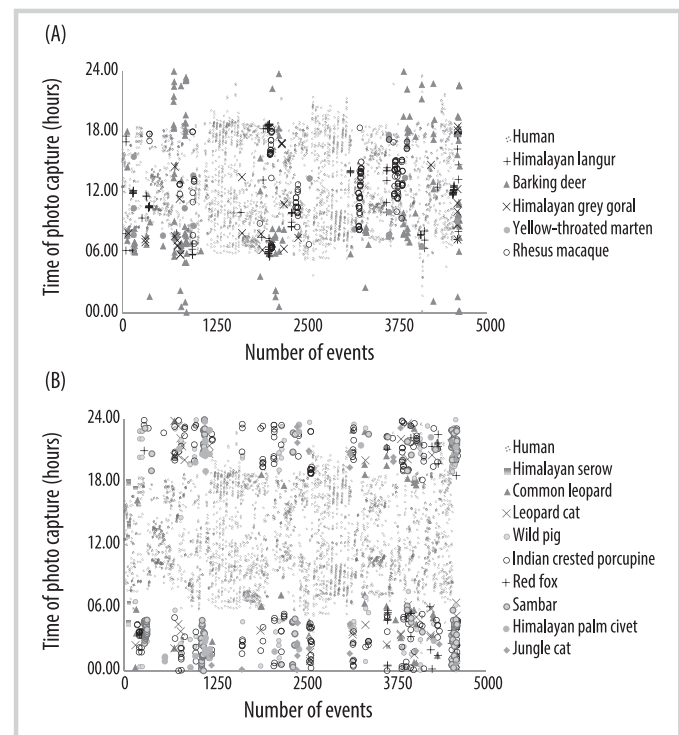 (A)
Time of photo capture (hours)
24.00
18.00
12.00
06.00
00.00
0 1250 2500 3750 5000
Number of events
Human
Himalayan langur
Barking deer
Himalayan grey goral
Yellow-throated marten
Rhesus macaque
(B)
Time of photo capture (hours)
24.00
18.00
12.00
06.00
00.00
0 1250 2500 3750 5000
Number of events
Human
Himalayan serow
Common leopard
Leopard cat
Wild pig
Indian crested porcupine
Red fox
Sambar
Himalayan palm civet
Jungle cat